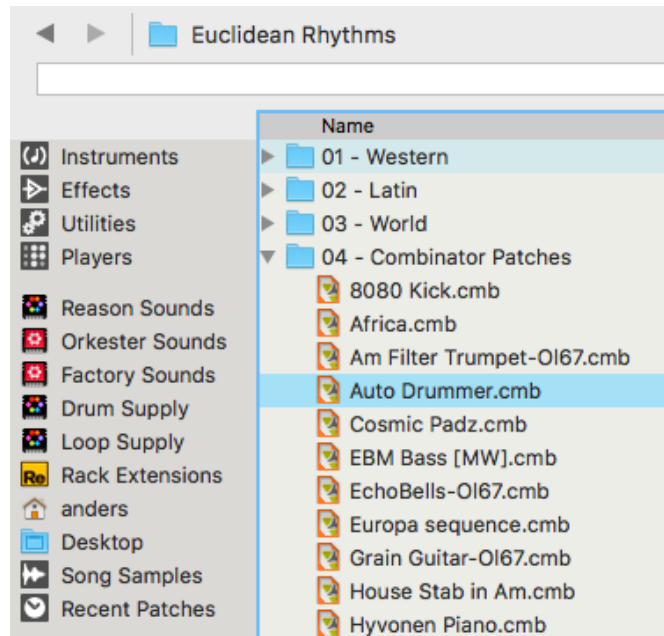 Euclidean Rhythms
Name
Instruments
Effects
Utilities
Players
Reason Sounds
Orkester Sounds
Factory Sounds
Drum Supply
Loop Supply
Re Rack Extensions
anders
Desktop
Song Samples
Recent Patches
01 - Western
02 - Latin
03 - World
04 - Combinator Patches
8080 Kick.cmb
Africa.cmb
Am Filter Trumpet-Ol67.cmb
Auto Drummer.cmb
Cosmic Padz.cmb
EBM Bass [MW].cmb
EchoBells-Ol67.cmb
Europa sequence.cmb
Grain Guitar-Ol67.cmb
House Stab in Am.cmb
Hyvonen Piano.cmb